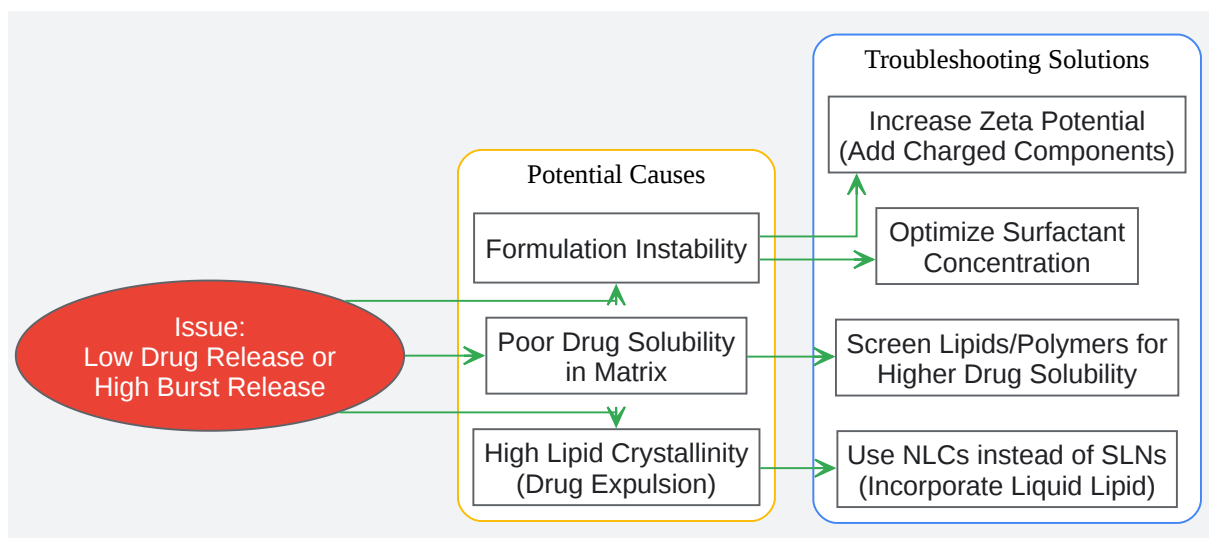 Issue:
Low Drug Release or
High Burst Release
Potential Causes
Formulation Instability
Poor Drug Solubility
in Matrix
High Lipid Crystallinity
(Drug Expulsion)
Troubleshooting Solutions
Increase Zeta Potential
(Add Charged Components)
Optimize Surfactant
Concentration
Screen Lipids/Polymers for
Higher Drug Solubility
Use NLCs instead of SLNs
(Incorporate Liquid Lipid)